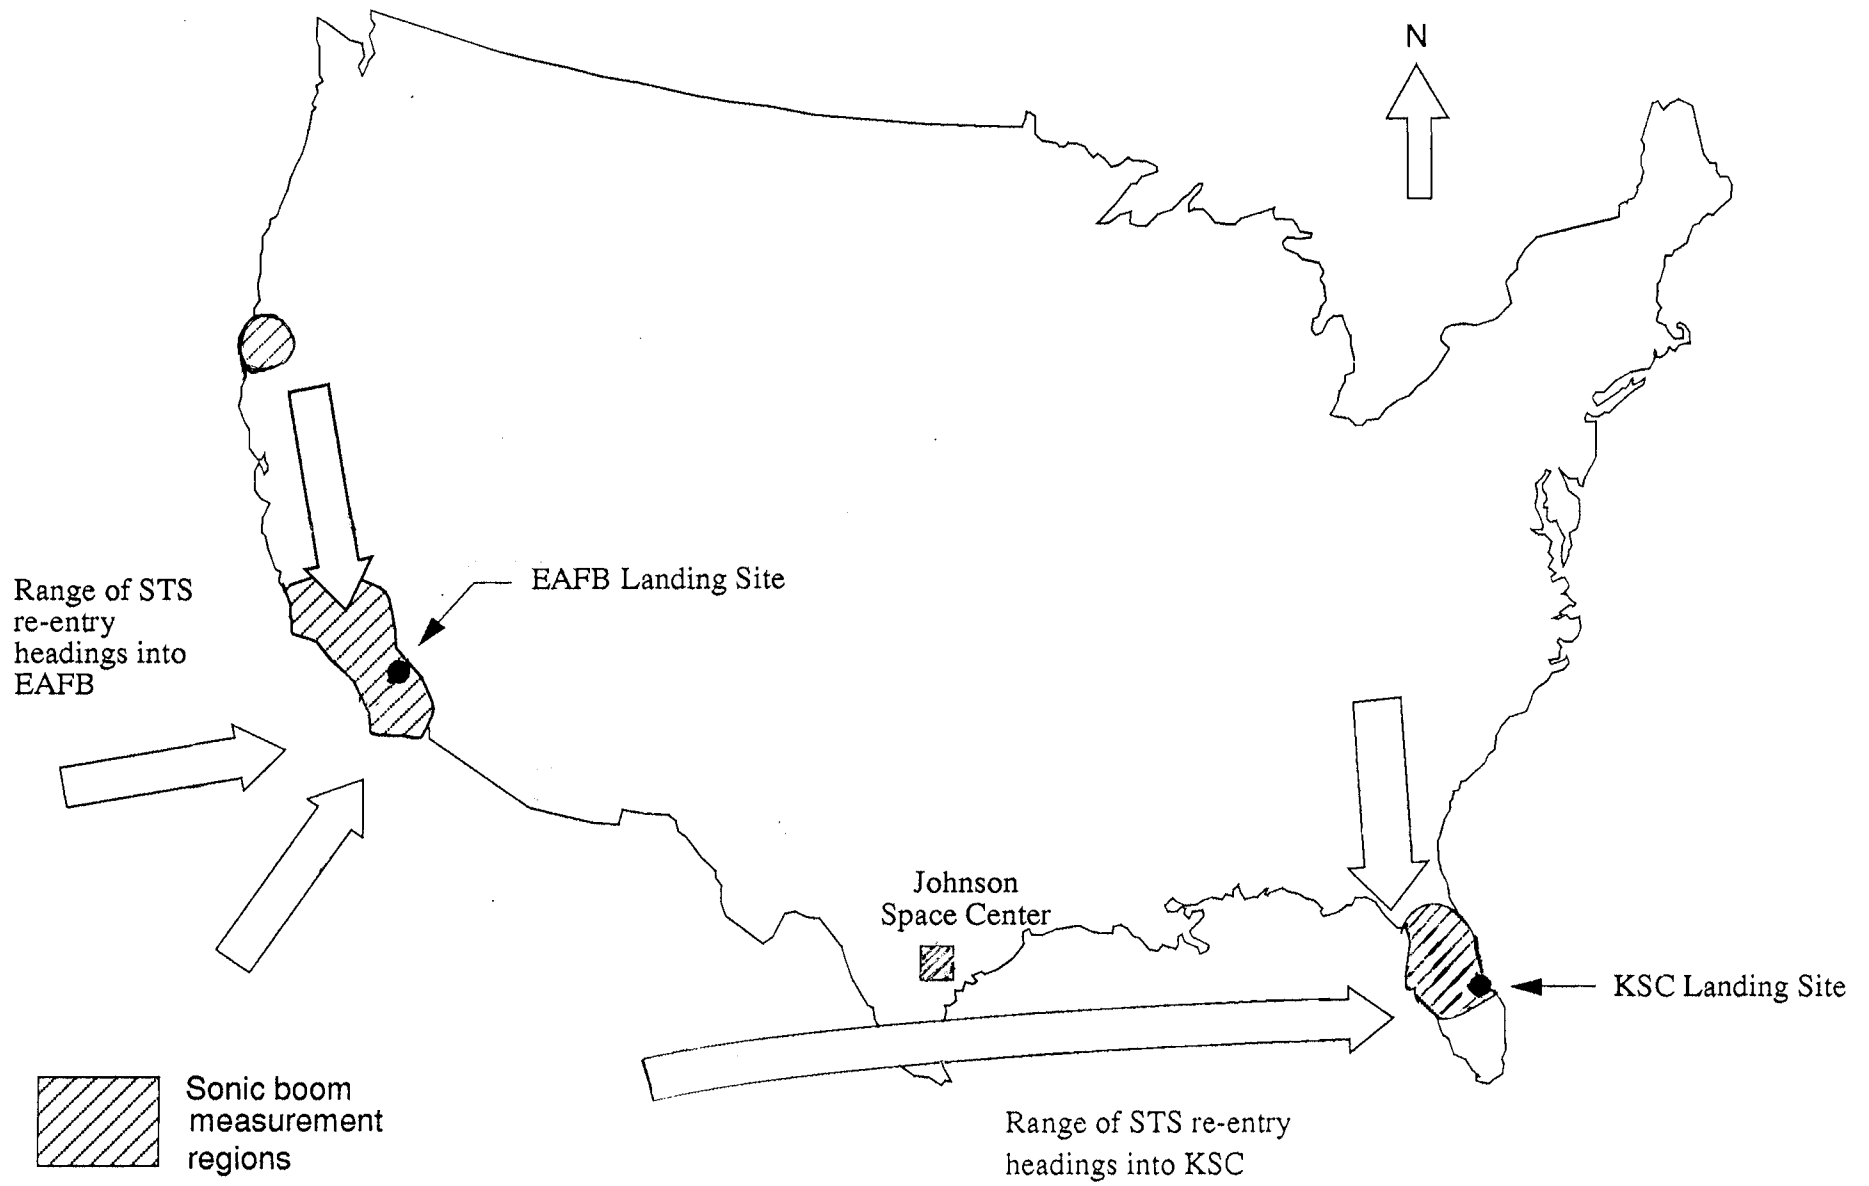 N
EAFB Landing Site
Range of STS
re-entry
headings into
EAFB
Johnson
Space Center
KSC Landing Site
Sonic boom
measurement
regions
Range of STS re-entry
headings into KSC